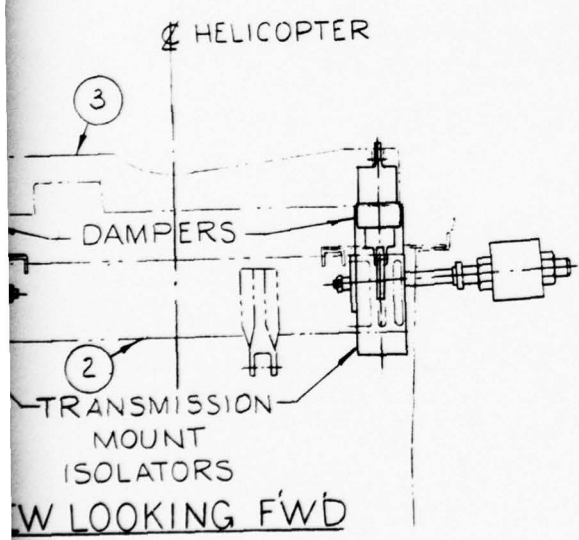 ℄ HELICOPTER
3
DAMPERS
2
TRANSMISSION
MOUNT
ISOLATORS
LOOKING FWD